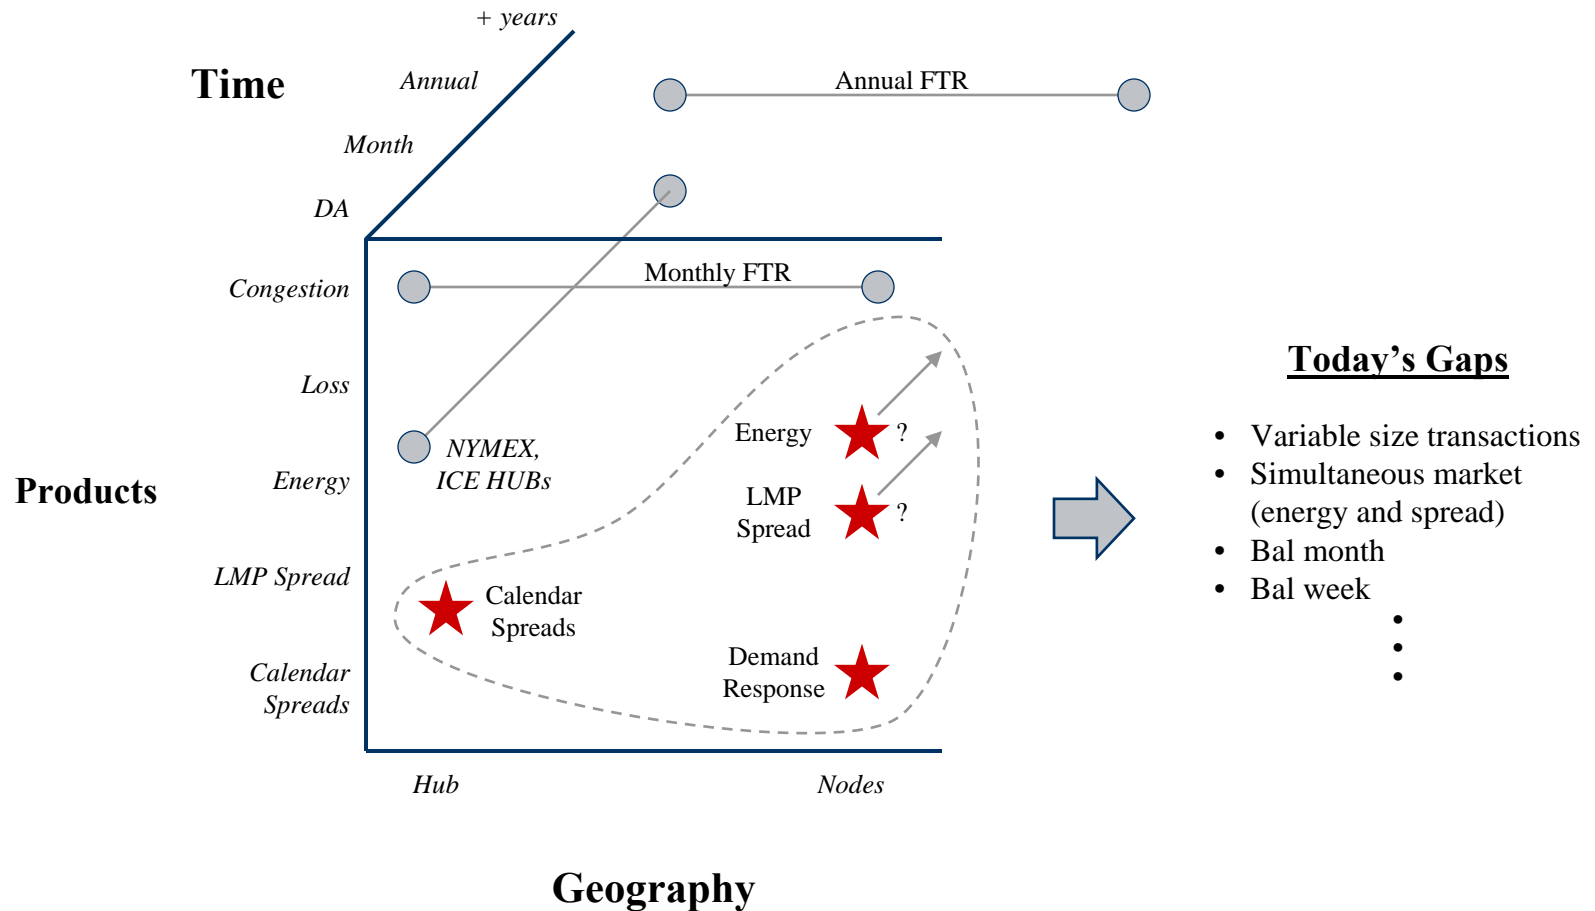 + years
Time
Annual
Annual FTR
Month
DA
Congestion
Monthly FTR
Loss
Energy
NYMEX,
ICE HUBs
Products
LMP Spread
Calendar
Spreads
Energy
?
LMP
Spread
?
Calendar
Spreads
Demand
Response
Hub
Nodes
Geography
Today’s Gaps
• Variable size transactions
• Simultaneous market
(energy and spread)
• Bal month
• Bal week
•
•
•